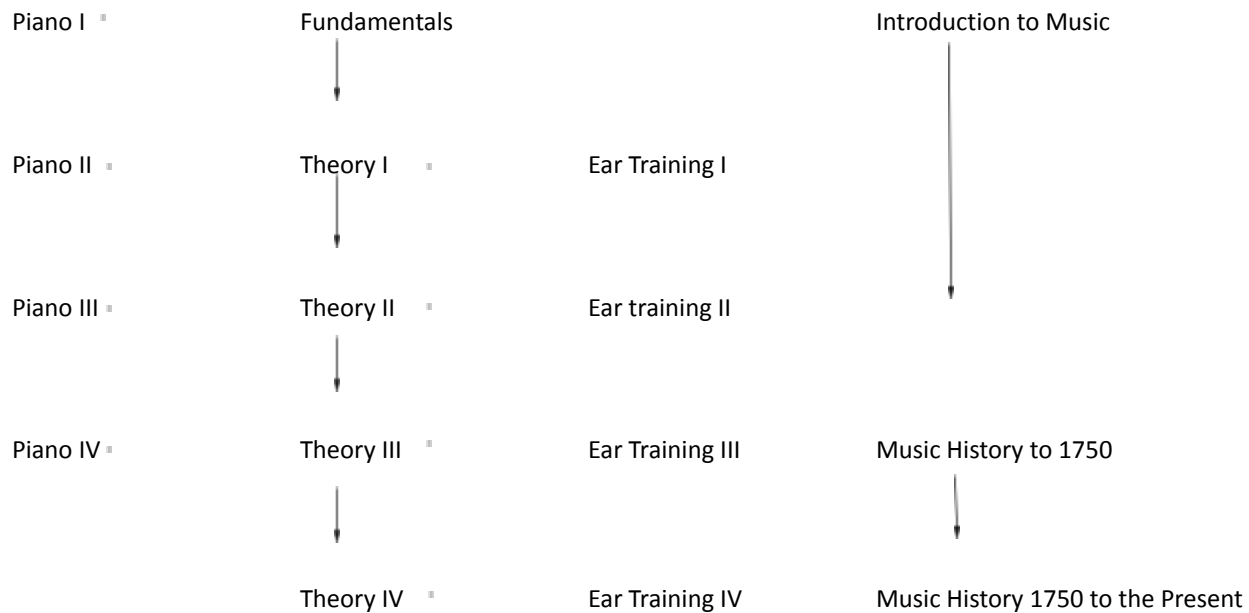 Piano I Fundamentals Introduction to Music
Piano II Theory I Ear Training I
Piano III Theory II Ear training II
Piano IV Theory III Ear Training III Music History to 1750
Theory IV Ear Training IV Music History 1750 to the Present